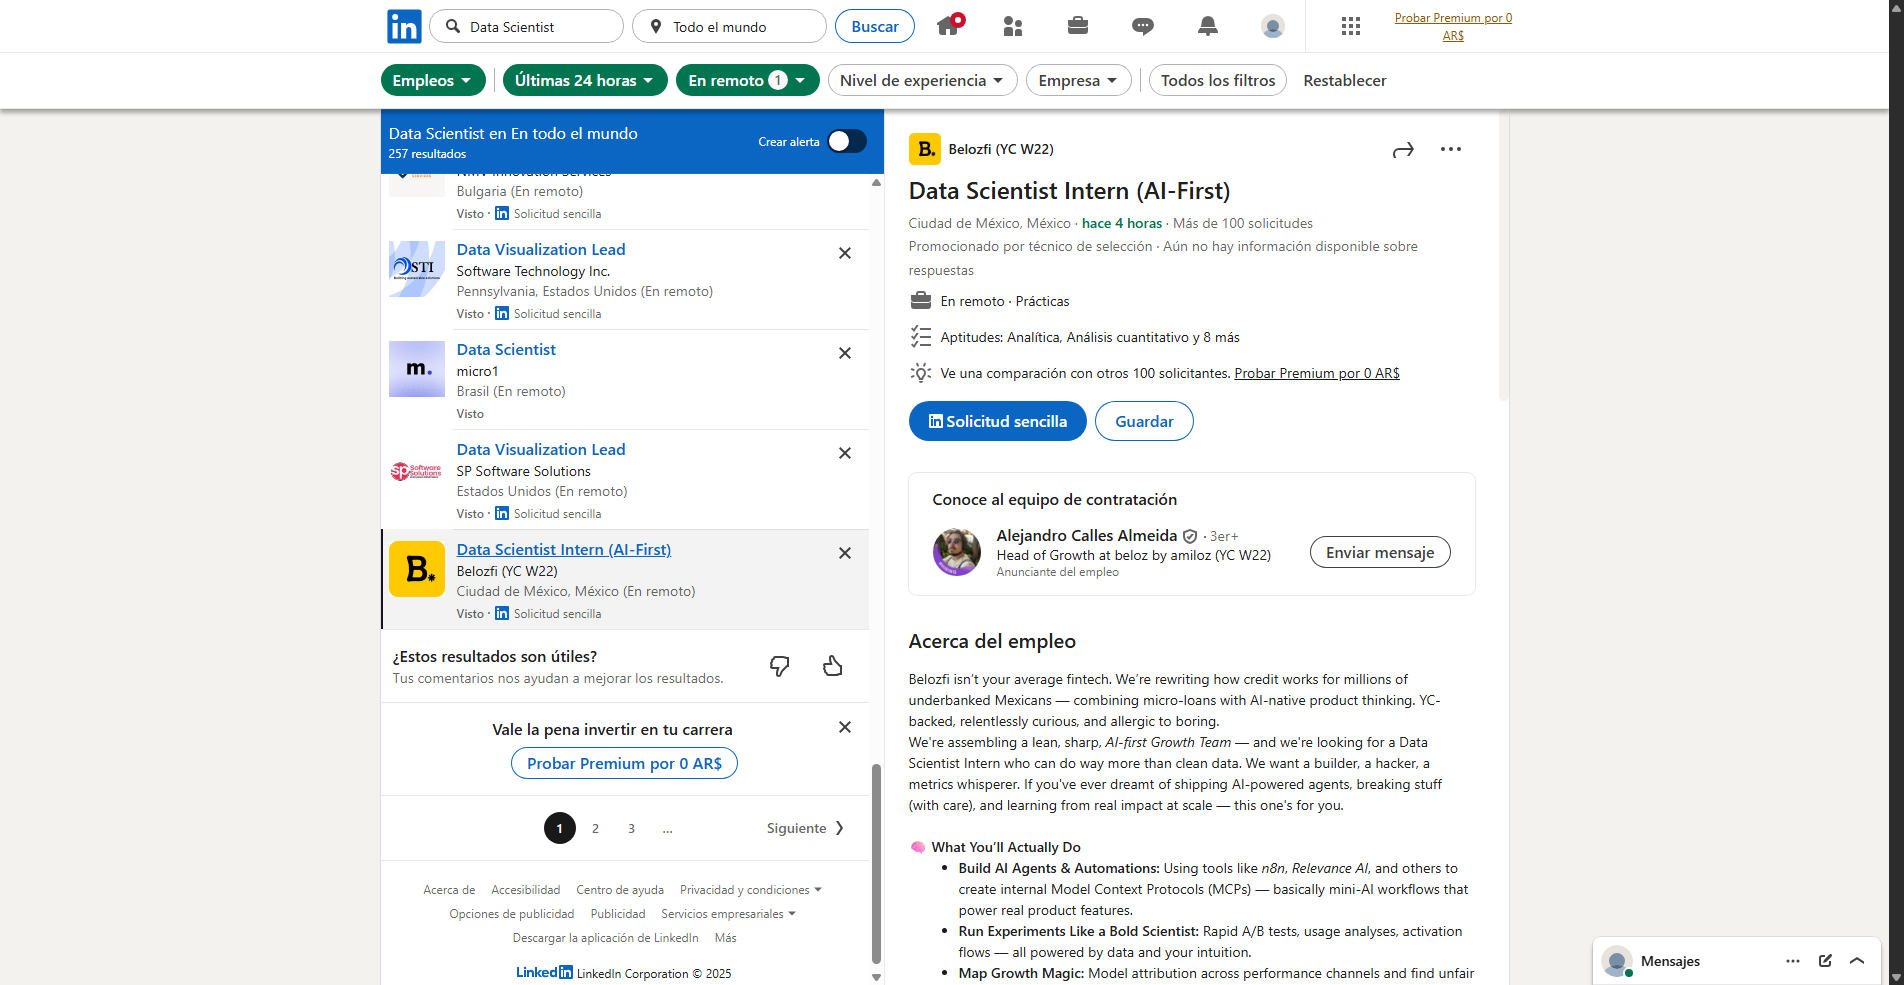 in
Data Scientist
Todo el mundo
Buscar
Probar Premium por 0
AR$
Empleos
Últimas 24 horas
En remoto 1
Nivel de experiencia
Empresa
Todos los filtros
Restablecer
Data Scientist en En todo el mundo
257 resultados
Crear alerta
Bulgaria (En remoto)
Visto · in Solicitud sencilla
STI
Data Visualization Lead
Software Technology Inc.
Pennsylvania, Estados Unidos (En remoto)
Visto · in Solicitud sencilla
m.
Data Scientist
micro1
Brasil (En remoto)
Visto
sp Software Solutions
Data Visualization Lead
SP Software Solutions
Estados Unidos (En remoto)
Visto · in Solicitud sencilla
B.
Data Scientist Intern (AI-First)
Belozfi (YC W22)
Ciudad de México, México (En remoto)
Visto · in Solicitud sencilla
¿Estos resultados son útiles?
Tus comentarios nos ayudan a mejorar los resultados.
Vale la pena invertir en tu carrera
Probar Premium por 0 AR$
1 2 3 ... Siguiente
Acerca de Accesibilidad Centro de ayuda Privacidad y condiciones
Opciones de publicidad Publicidad Servicios empresariales
Descargar la aplicación de LinkedIn Más
Linkedin LinkedIn Corporation © 2025
B. Belozfi (YC W22)
Data Scientist Intern (AI-First)
Ciudad de México, México · hace 4 horas · Más de 100 solicitudes
Promocionado por técnico de selección · Aún no hay información disponible sobre
respuestas
En remoto · Prácticas
Aptitudes: Analítica, Análisis cuantitativo y 8 más
Ve una comparación con otros 100 solicitantes. Probar Premium por 0 AR$
in Solicitud sencilla
Guardar
Conoce al equipo de contratación
Alejandro Calles Almeida · 3er+
Head of Growth at beloz by amiloz (YC W22)
Anunciante del empleo
Enviar mensaje
Acerca del empleo
Belozfi isn't your average fintech. We're rewriting how credit works for millions of
underbanked Mexicans — combining micro-loans with AI-native product thinking. YC-
backed, relentlessly curious, and allergic to boring.
We're assembling a lean, sharp, AI-first Growth Team — and we're looking for a Data
Scientist Intern who can do way more than clean data. We want a builder, a hacker, a
metrics whisperer. If you've ever dreamt of shipping AI-powered agents, breaking stuff
(with care), and learning from real impact at scale — this one's for you.
🧠 What You'll Actually Do
• Build AI Agents & Automations: Using tools like n8n, Relevance AI, and others to
create internal Model Context Protocols (MCPs) — basically mini-AI workflows that
power real product features.
• Run Experiments Like a Bold Scientist: Rapid A/B tests, usage analyses, activation
flows — all powered by data and your intuition.
• Map Growth Magic: Model attribution across performance channels and find unfair
Mensajes